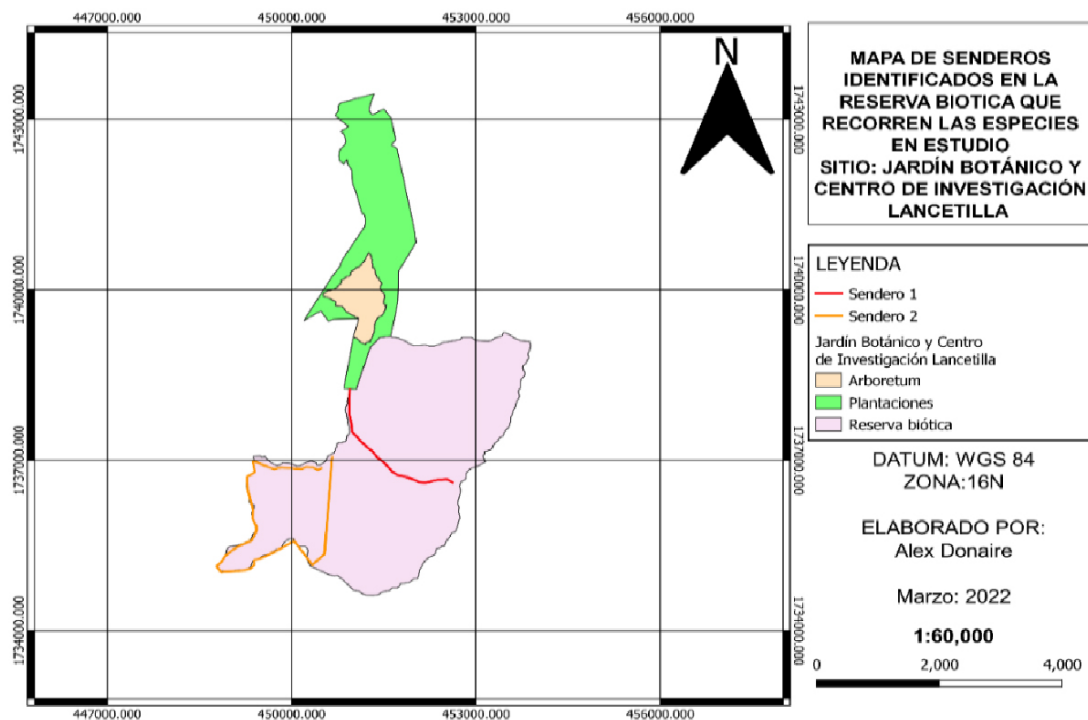 447000.000 450000.000 453000.000 456000.000
1743000.000 1743000.000
1740000.000 1740000.000
1737000.000 1737000.000
1734000.000 1734000.000
447000.000 450000.000 453000.000 456000.000
N
MAPA DE SENDEROS
IDENTIFICADOS EN LA
RESERVA BIOTICA QUE
RECORREN LAS ESPECIES
EN ESTUDIO
SITIO: JARDÍN BOTÁNICO Y
CENTRO DE INVESTIGACIÓN
LANCETILLA
LEYENDA
Sendero 1
Sendero 2
Jardín Botánico y Centro
de Investigación Lancetilla
Arboretum
Plantaciones
Reserva biótica
DATUM: WGS 84
ZONA:16N
ELABORADO POR:
Alex Donaire
Marzo: 2022
1:60,000
0 2,000 4,000